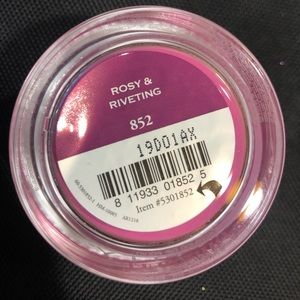 ROSY &
RIVETING
852
19D01AX
8 11933 01852 5
Item #5301852